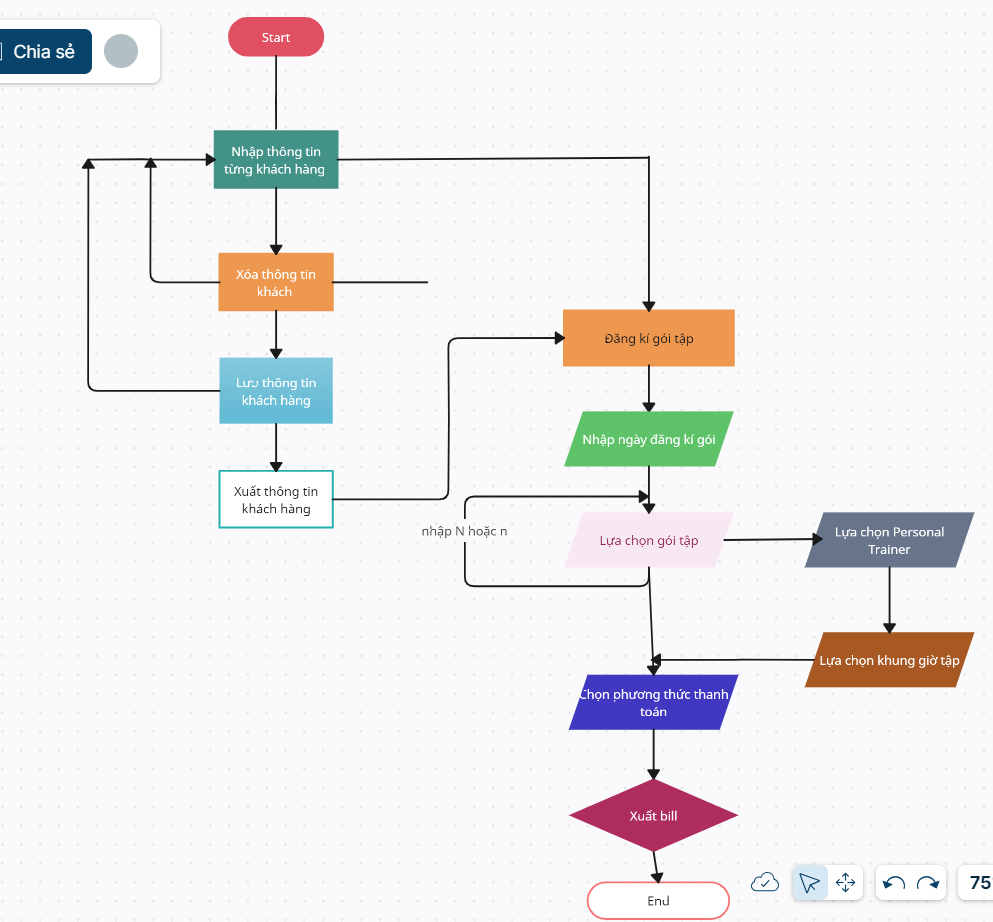 Chia sẻ
Start
Nhập thông tin
từng khách hàng
Xóa thông tin
khách
Lưu thông tin
khách hàng
Xuất thông tin
khách hàng
Đăng kí gói tập
Nhập ngày đăng kí gói
nhập N hoặc n
Lựa chọn gói tập
Lựa chọn Personal
Trainer
Lựa chọn khung giờ tập
Chọn phương thức thanh
toán
Xuất bill
End
75